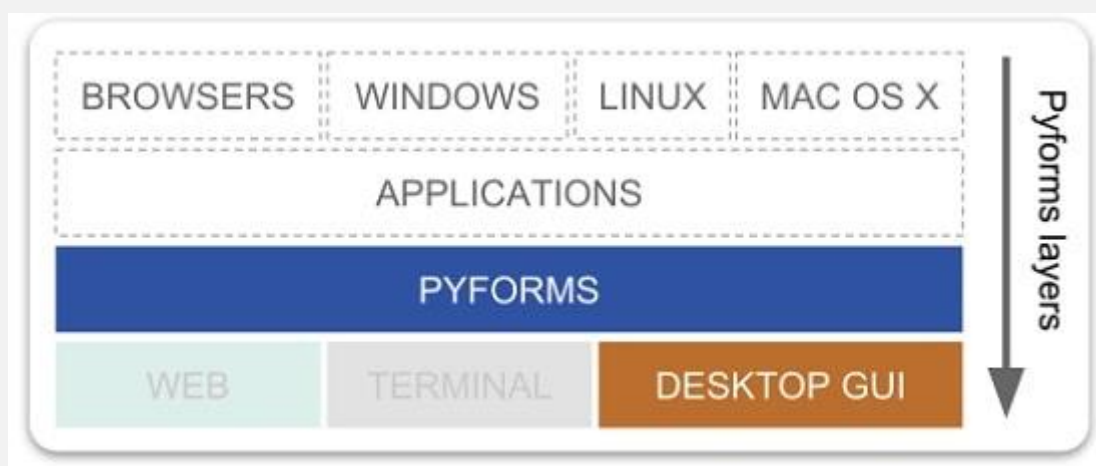 BROWSERS WINDOWS LINUX MAC OS X
APPLICATIONS
PYFORMS
WEB TERMINAL DESKTOP GUI
Pyforms layers